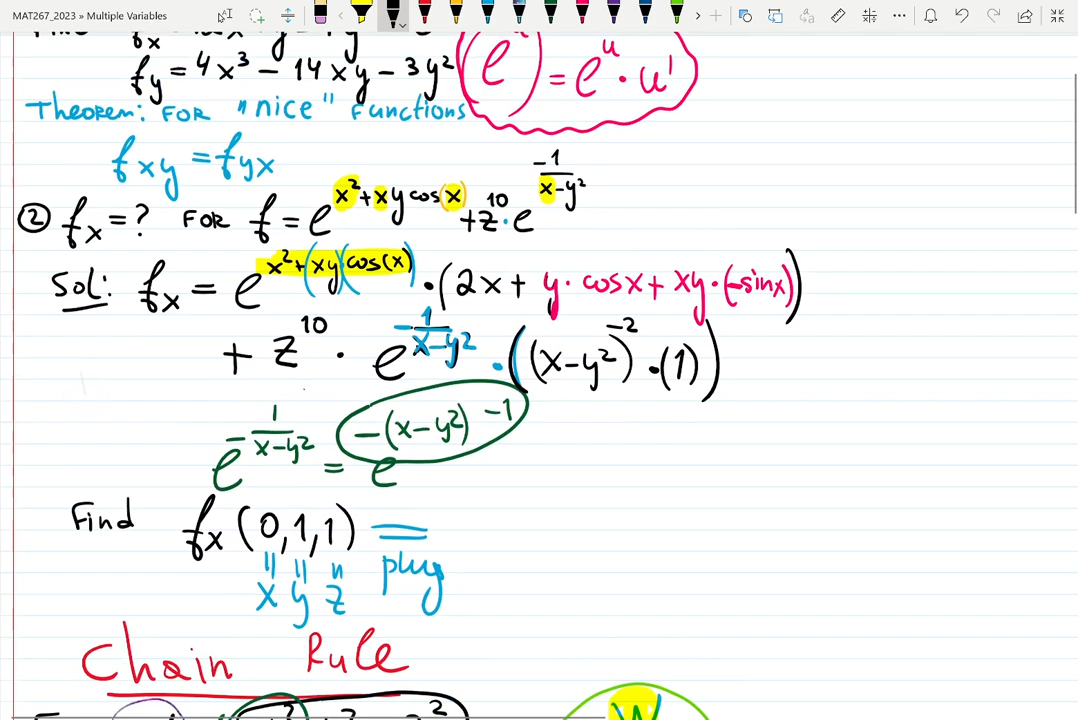 MAT267_2023 » Multiple Variables
fy = 4x³ - 14xy - 3y² (e^u) = e^u · u'
Theorem: FOR "nice" Functions
fxy = fyx
② fx = ? FOR f = e^(x² + xy cos(x)) + z^10 · e^(-1/(x-y²))
Sol: fx = e^(x² + (xy)(cos(x))) · (2x + y · cosx + xy · (-sinx))
+ z^10 · e^(-1/(x-y²)) · ((x-y²)^-2 · (1))
e^(-1/(x-y²)) = e^(-(x-y²)^-1)
Find fx (0,1,1) =
x y z plug
Chain Rule